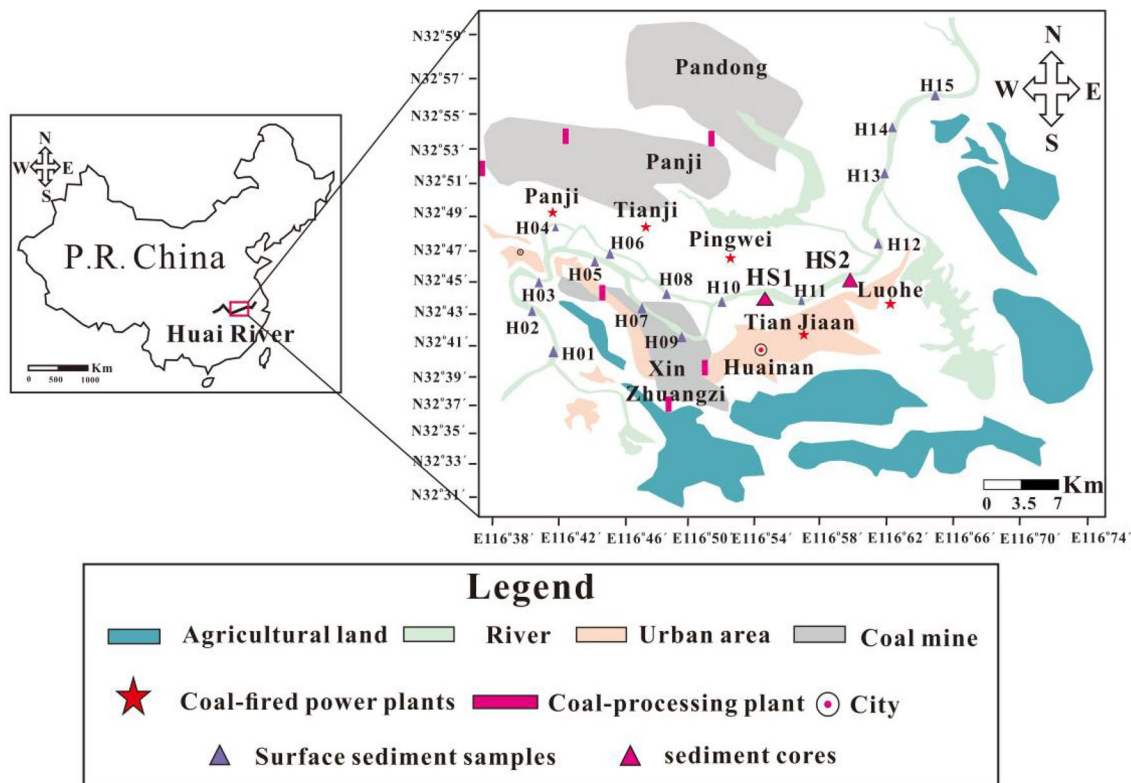 N
W E
S
P.R. China
Huai River
Km
0 500 1000
N32°59′
N32°57′
N32°55′
N32°53′
N32°51′
N32°49′
N32°47′
N32°45′
N32°43′
N32°41′
N32°39′
N32°37′
N32°35′
N32°33′
N32°31′
Pandong
N
W E
S
H15
H14
Panji
H13
Panji
Tianji
H04
H06
Pingwei
H12
H05
HS1
HS2
H03
H08
H10
H11
Luohe
H02
H07
Tian Jiaan
H01
H09
Xin
Zhuangzi
Huainan
Km
0 3.5 7
E116°38′ E116°42′ E116°46′ E116°50′ E116°54′ E116°58′ E116°62′ E116°66′ E116°70′ E116°74′
Legend
Agricultural land River Urban area Coal mine
Coal-fired power plants Coal-processing plant City
Surface sediment samples sediment cores